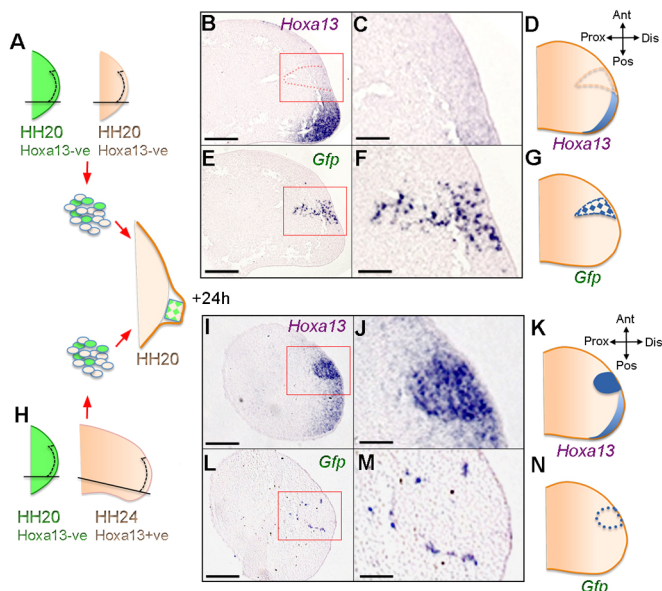 A
HH20
Hoxa13-ve
HH20
Hoxa13-ve
B
Hoxa13
C
D
Ant
Prox
Dis
Pos
Hoxa13
E
Gfp
F
G
Gfp
+24h
HH20
H
HH20
Hoxa13-ve
HH24
Hoxa13+ve
I
Hoxa13
J
K
Ant
Prox
Dis
Pos
Hoxa13
L
Gfp
M
N
Gfp